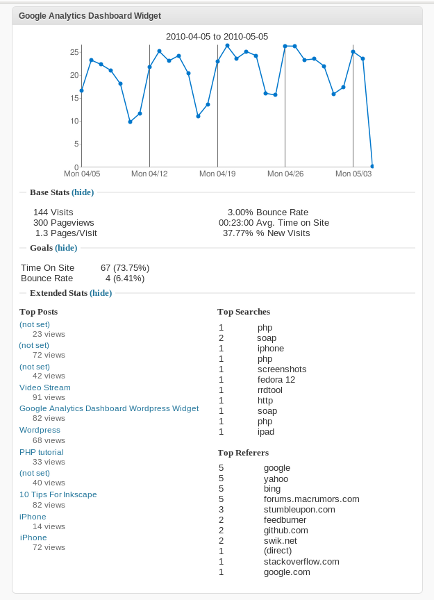 Google Analytics Dashboard Widget
2010-04-05 to 2010-05-05
25
20
15
10
5
0
Mon 04/05 Mon 04/12 Mon 04/19 Mon 04/26 Mon 05/03
Base Stats (hide)
144 Visits
300 Pageviews
1.3 Pages/Visit
3.00% Bounce Rate
00:23:00 Avg. Time on Site
37.77% % New Visits
Goals (hide)
Time On Site 67 (73.75%)
Bounce Rate 4 (6.41%)
Extended Stats (hide)
Top Posts
(not set)
23 views
(not set)
72 views
(not set)
42 views
Video Stream
91 views
Google Analytics Dashboard Wordpress Widget
82 views
Wordpress
68 views
PHP tutorial
33 views
(not set)
40 views
10 Tips For Inkscape
82 views
iPhone
14 views
iPhone
72 views
Top Searches
1 php
2 soap
1 iphone
1 php
1 screenshots
1 fedora 12
1 rrdtool
1 http
1 soap
1 php
1 ipad
Top Referers
5 google
5 yahoo
5 bing
5 forums.macrumors.com
3 stumbleupon.com
2 feedburner
2 github.com
2 swik.net
1 (direct)
1 stackoverflow.com
1 google.com